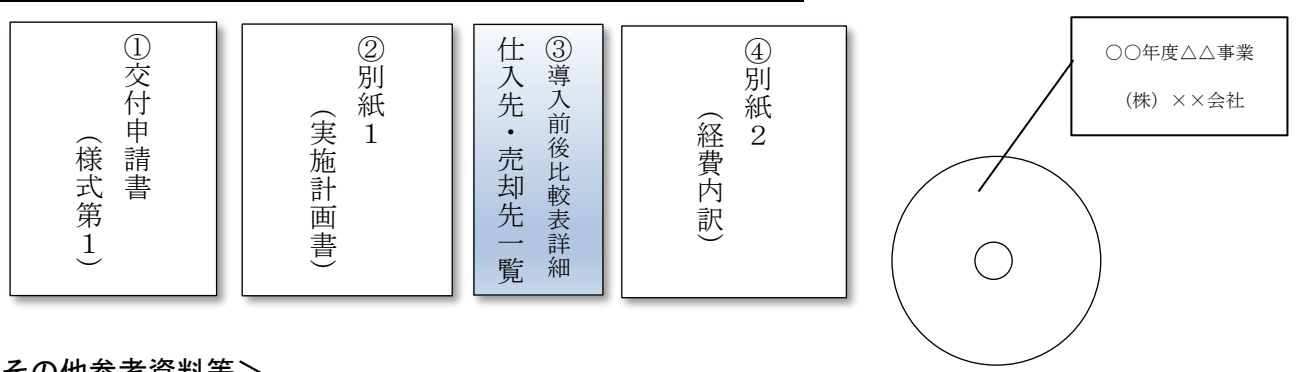 ①交付申請書
（様式第１）
②別紙１
（実施計画書）
③導入前後比較表詳細
仕入先・売却先一覧
④別紙２
（経費内訳）
〇〇年度△△事業
（株）××会社
その他参考資料等＞